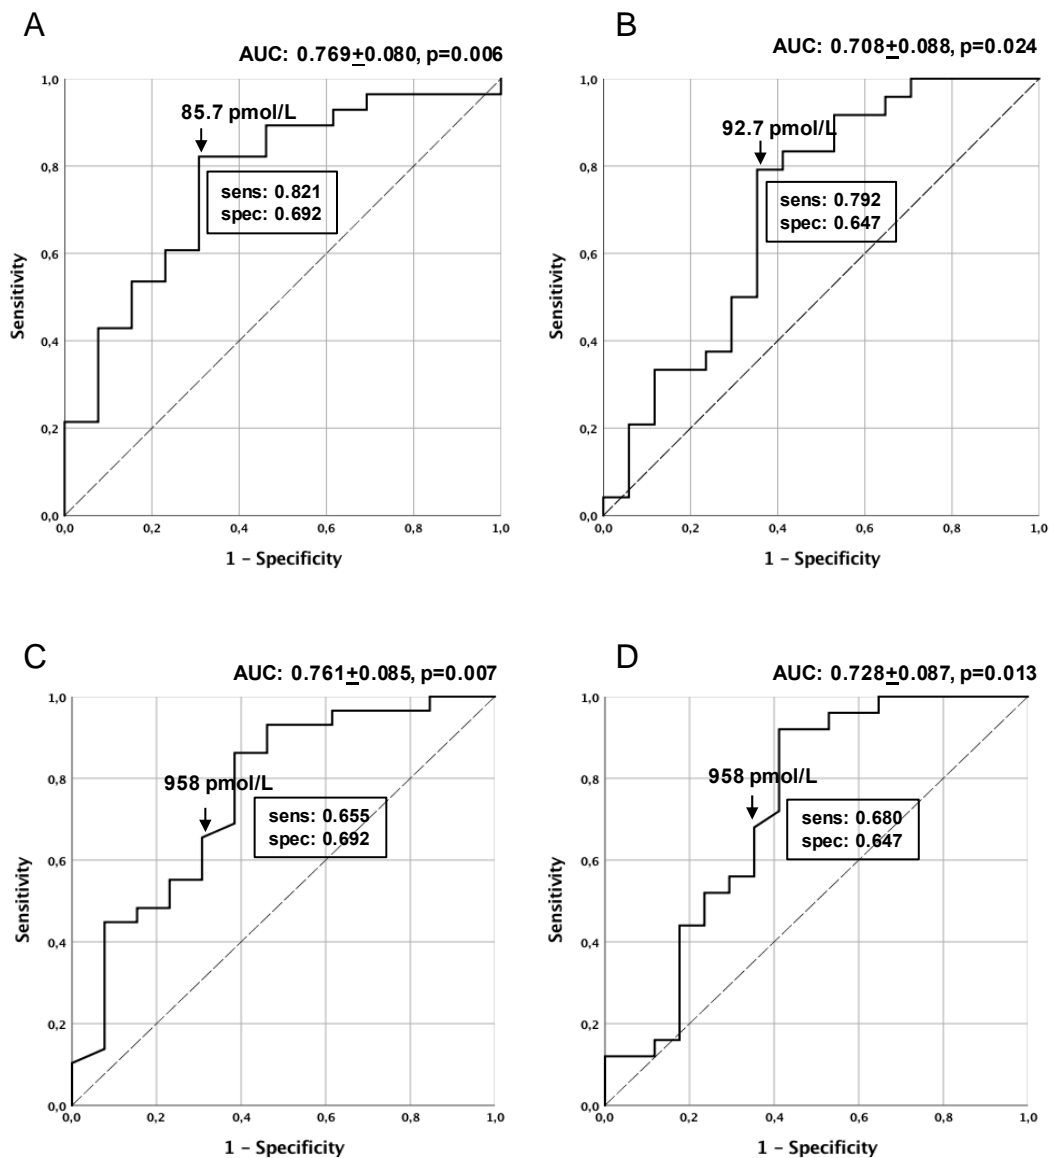 A
AUC: 0.769±0.080, p=0.006
1,0
0,8
0,6
0,4
0,2
0,0
0,0
0,2
0,4
0,6
0,8
1,0
85.7 pmol/L
sens: 0.821
spec: 0.692
Sensitivity
1 – Specificity
B
AUC: 0.708±0.088, p=0.024
1,0
0,8
0,6
0,4
0,2
0,0
0,0
0,2
0,4
0,6
0,8
1,0
92.7 pmol/L
sens: 0.792
spec: 0.647
Sensitivity
1 – Specificity
C
AUC: 0.761±0.085, p=0.007
1,0
0,8
0,6
0,4
0,2
0,0
0,0
0,2
0,4
0,6
0,8
1,0
958 pmol/L
sens: 0.655
spec: 0.692
Sensitivity
1 – Specificity
D
AUC: 0.728±0.087, p=0.013
1,0
0,8
0,6
0,4
0,2
0,0
0,0
0,2
0,4
0,6
0,8
1,0
958 pmol/L
sens: 0.680
spec: 0.647
Sensitivity
1 – Specificity